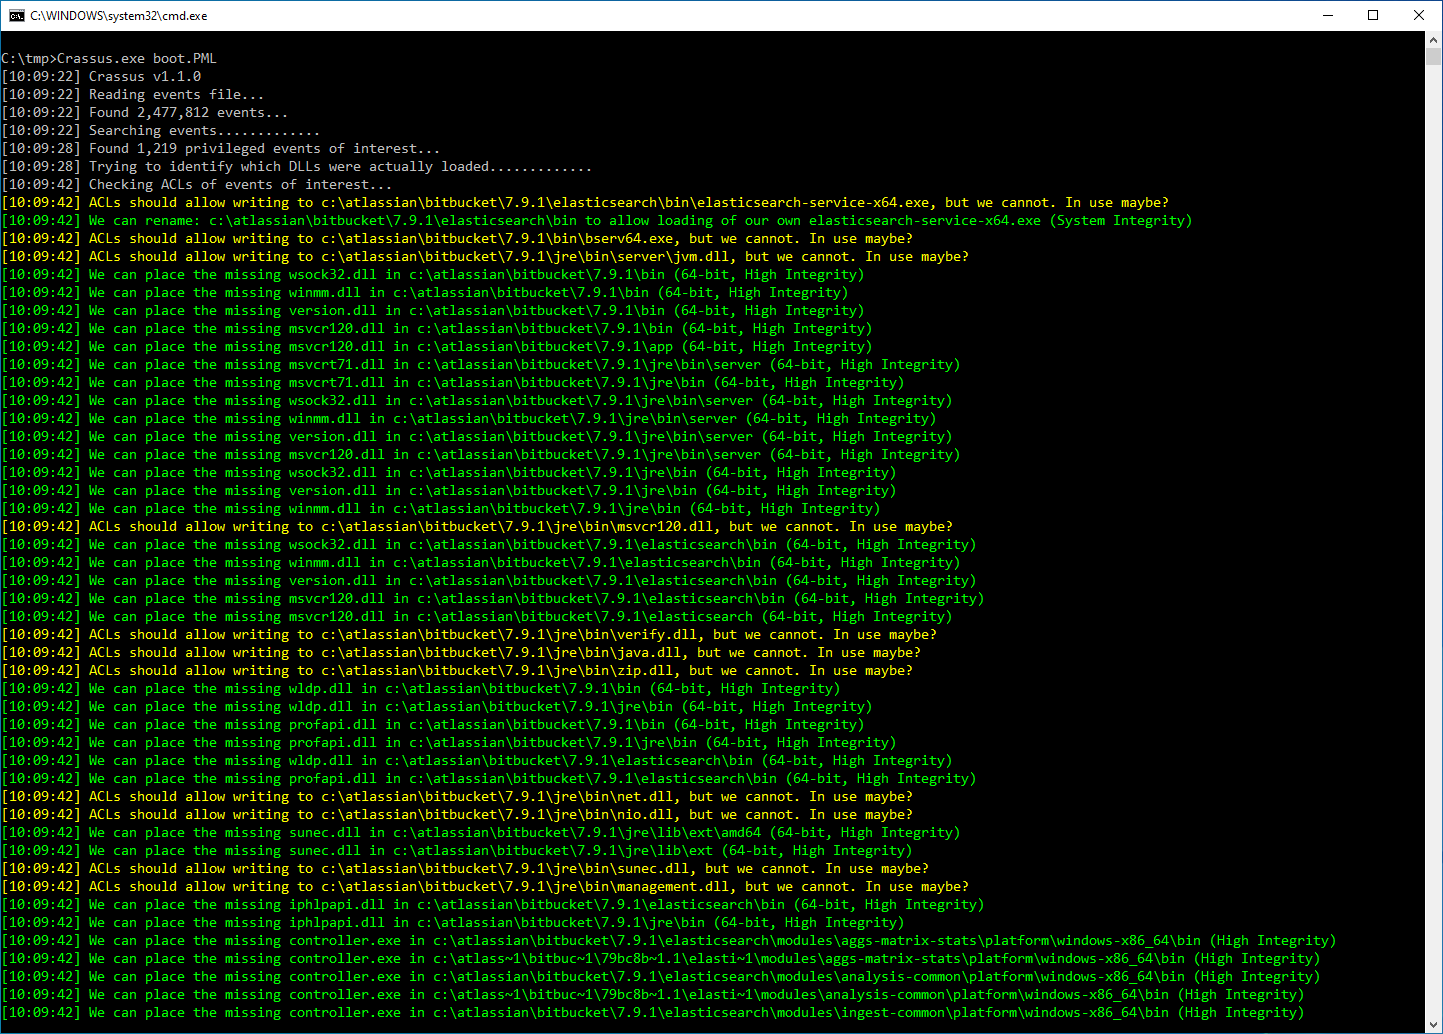 C:\WINDOWS\system32\cmd.exe
C:\tmp>Crassus.exe boot.PML
[10:09:22] Crassus v1.1.0
[10:09:22] Reading events file...
[10:09:22] Found 2,477,812 events...
[10:09:22] Searching events.............
[10:09:28] Found 1,219 privileged events of interest...
[10:09:28] Trying to identify which DLLs were actually loaded.............
[10:09:42] Checking ACLs of events of interest...
[10:09:42] ACLs should allow writing to c:\atlassian\bitbucket\7.9.1\elasticsearch\bin\elasticsearch-service-x64.exe, but we cannot. In use maybe?
[10:09:42] We can rename: c:\atlassian\bitbucket\7.9.1\elasticsearch\bin to allow loading of our own elasticsearch-service-x64.exe (System Integrity)
[10:09:42] ACLs should allow writing to c:\atlassian\bitbucket\7.9.1\bin\bserv64.exe, but we cannot. In use maybe?
[10:09:42] ACLs should allow writing to c:\atlassian\bitbucket\7.9.1\jre\bin\server\jvm.dll, but we cannot. In use maybe?
[10:09:42] We can place the missing wsock32.dll in c:\atlassian\bitbucket\7.9.1\bin (64-bit, High Integrity)
[10:09:42] We can place the missing winmm.dll in c:\atlassian\bitbucket\7.9.1\bin (64-bit, High Integrity)
[10:09:42] We can place the missing version.dll in c:\atlassian\bitbucket\7.9.1\bin (64-bit, High Integrity)
[10:09:42] We can place the missing msvcr120.dll in c:\atlassian\bitbucket\7.9.1\bin (64-bit, High Integrity)
[10:09:42] We can place the missing msvcr120.dll in c:\atlassian\bitbucket\7.9.1\app (64-bit, High Integrity)
[10:09:42] We can place the missing msvcrt71.dll in c:\atlassian\bitbucket\7.9.1\jre\bin\server (64-bit, High Integrity)
[10:09:42] We can place the missing msvcrt71.dll in c:\atlassian\bitbucket\7.9.1\jre\bin (64-bit, High Integrity)
[10:09:42] We can place the missing wsock32.dll in c:\atlassian\bitbucket\7.9.1\jre\bin\server (64-bit, High Integrity)
[10:09:42] We can place the missing winmm.dll in c:\atlassian\bitbucket\7.9.1\jre\bin\server (64-bit, High Integrity)
[10:09:42] We can place the missing version.dll in c:\atlassian\bitbucket\7.9.1\jre\bin\server (64-bit, High Integrity)
[10:09:42] We can place the missing msvcr120.dll in c:\atlassian\bitbucket\7.9.1\jre\bin\server (64-bit, High Integrity)
[10:09:42] We can place the missing wsock32.dll in c:\atlassian\bitbucket\7.9.1\jre\bin (64-bit, High Integrity)
[10:09:42] We can place the missing version.dll in c:\atlassian\bitbucket\7.9.1\jre\bin (64-bit, High Integrity)
[10:09:42] We can place the missing winmm.dll in c:\atlassian\bitbucket\7.9.1\jre\bin (64-bit, High Integrity)
[10:09:42] ACLs should allow writing to c:\atlassian\bitbucket\7.9.1\jre\bin\msvcr120.dll, but we cannot. In use maybe?
[10:09:42] We can place the missing wsock32.dll in c:\atlassian\bitbucket\7.9.1\elasticsearch\bin (64-bit, High Integrity)
[10:09:42] We can place the missing winmm.dll in c:\atlassian\bitbucket\7.9.1\elasticsearch\bin (64-bit, High Integrity)
[10:09:42] We can place the missing version.dll in c:\atlassian\bitbucket\7.9.1\elasticsearch\bin (64-bit, High Integrity)
[10:09:42] We can place the missing msvcr120.dll in c:\atlassian\bitbucket\7.9.1\elasticsearch\bin (64-bit, High Integrity)
[10:09:42] We can place the missing msvcr120.dll in c:\atlassian\bitbucket\7.9.1\elasticsearch (64-bit, High Integrity)
[10:09:42] ACLs should allow writing to c:\atlassian\bitbucket\7.9.1\jre\bin\verify.dll, but we cannot. In use maybe?
[10:09:42] ACLs should allow writing to c:\atlassian\bitbucket\7.9.1\jre\bin\java.dll, but we cannot. In use maybe?
[10:09:42] ACLs should allow writing to c:\atlassian\bitbucket\7.9.1\jre\bin\zip.dll, but we cannot. In use maybe?
[10:09:42] We can place the missing wldp.dll in c:\atlassian\bitbucket\7.9.1\bin (64-bit, High Integrity)
[10:09:42] We can place the missing wldp.dll in c:\atlassian\bitbucket\7.9.1\jre\bin (64-bit, High Integrity)
[10:09:42] We can place the missing profapi.dll in c:\atlassian\bitbucket\7.9.1\bin (64-bit, High Integrity)
[10:09:42] We can place the missing profapi.dll in c:\atlassian\bitbucket\7.9.1\jre\bin (64-bit, High Integrity)
[10:09:42] We can place the missing wldp.dll in c:\atlassian\bitbucket\7.9.1\elasticsearch\bin (64-bit, High Integrity)
[10:09:42] We can place the missing profapi.dll in c:\atlassian\bitbucket\7.9.1\elasticsearch\bin (64-bit, High Integrity)
[10:09:42] ACLs should allow writing to c:\atlassian\bitbucket\7.9.1\jre\bin\net.dll, but we cannot. In use maybe?
[10:09:42] ACLs should allow writing to c:\atlassian\bitbucket\7.9.1\jre\bin\nio.dll, but we cannot. In use maybe?
[10:09:42] We can place the missing sunec.dll in c:\atlassian\bitbucket\7.9.1\jre\lib\ext\amd64 (64-bit, High Integrity)
[10:09:42] We can place the missing sunec.dll in c:\atlassian\bitbucket\7.9.1\jre\lib\ext (64-bit, High Integrity)
[10:09:42] ACLs should allow writing to c:\atlassian\bitbucket\7.9.1\jre\bin\sunec.dll, but we cannot. In use maybe?
[10:09:42] ACLs should allow writing to c:\atlassian\bitbucket\7.9.1\jre\bin\management.dll, but we cannot. In use maybe?
[10:09:42] We can place the missing iphlpapi.dll in c:\atlassian\bitbucket\7.9.1\elasticsearch\bin (64-bit, High Integrity)
[10:09:42] We can place the missing iphlpapi.dll in c:\atlassian\bitbucket\7.9.1\jre\bin (64-bit, High Integrity)
[10:09:42] We can place the missing controller.exe in c:\atlassian\bitbucket\7.9.1\elasticsearch\modules\aggs-matrix-stats\platform\windows-x86_64\bin (High Integrity)
[10:09:42] We can place the missing controller.exe in c:\atlass~1\bitbuc~1\79bc8b~1.1\elasti~1\modules\aggs-matrix-stats\platform\windows-x86_64\bin (High Integrity)
[10:09:42] We can place the missing controller.exe in c:\atlassian\bitbucket\7.9.1\elasticsearch\modules\analysis-common\platform\windows-x86_64\bin (High Integrity)
[10:09:42] We can place the missing controller.exe in c:\atlass~1\bitbuc~1\79bc8b~1.1\elasti~1\modules\analysis-common\platform\windows-x86_64\bin (High Integrity)
[10:09:42] We can place the missing controller.exe in c:\atlassian\bitbucket\7.9.1\elasticsearch\modules\ingest-common\platform\windows-x86_64\bin (High Integrity)